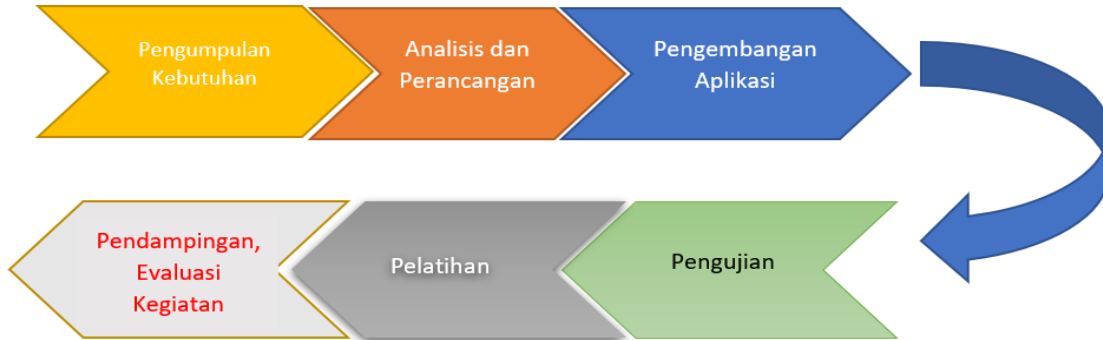 Pengumpulan
Kebutuhan
Analisis dan
Perancangan
Pengembangan
Aplikasi
Pengujian
Pelatihan
Pendampingan,
Evaluasi
Kegiatan